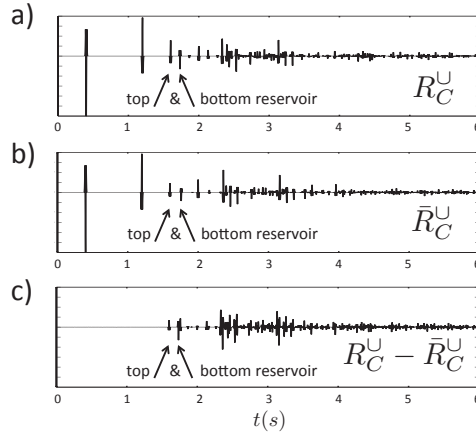 a)
top & bottom reservoir
R_C^∪
0 1 2 3 4 5 6
b)
top & bottom reservoir
R̄_C^∪
0 1 2 3 4 5 6
c)
top & bottom reservoir
R_C^∪ − R̄_C^∪
0 1 2 3 4 5 6
t(s)